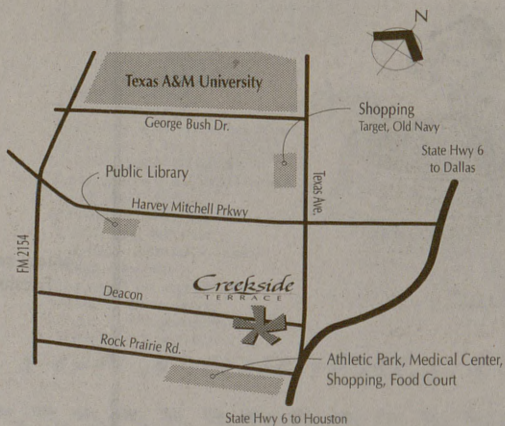 N
Texas A&M University
George Bush Dr.
Shopping
Target, Old Navy
State Hwy 6
to Dallas
Public Library
Texas Ave.
Harvey Mitchell Prkwy
FM 2154
Creekside
TERRACE
Deacon
Rock Prairie Rd.
Athletic Park, Medical Center,
Shopping, Food Court
State Hwy 6 to Houston